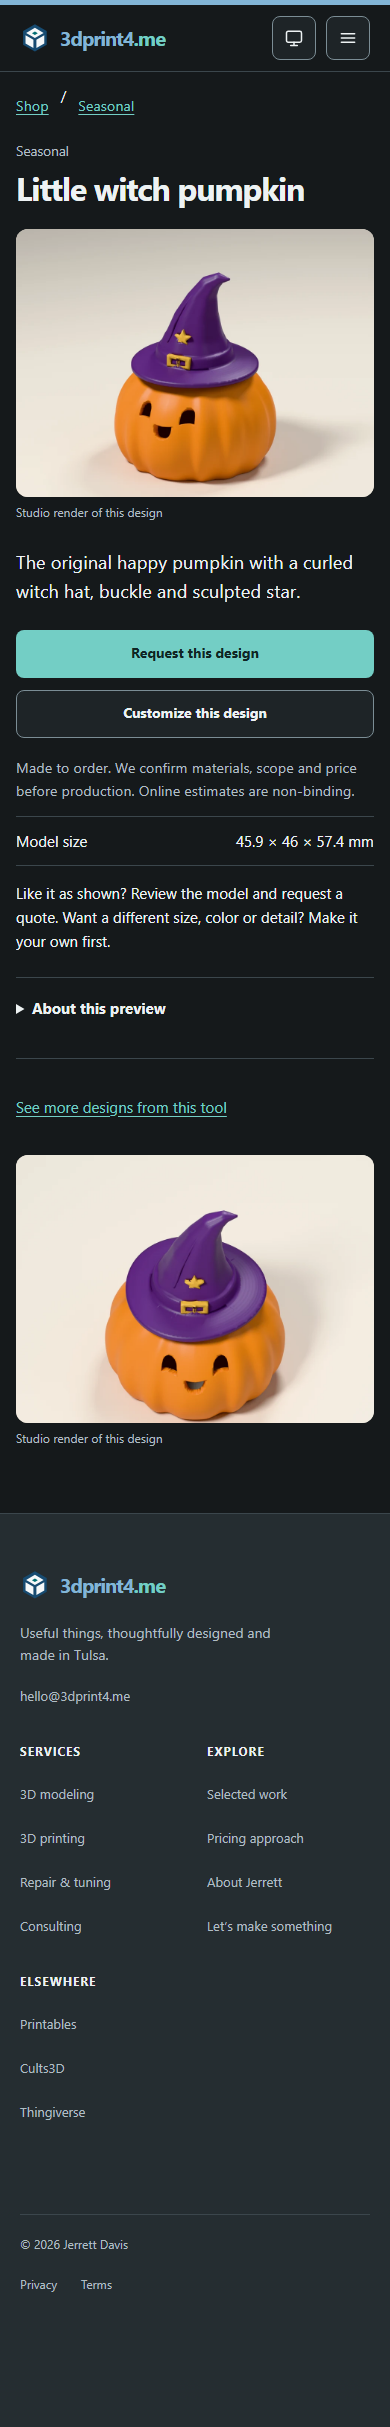 3dprint4.me
Shop / Seasonal
Seasonal
Little witch pumpkin
Studio render of this design
The original happy pumpkin with a curled
witch hat, buckle and sculpted star.
Request this design
Customize this design
Made to order. We confirm materials, scope and price
before production. Online estimates are non-binding.
Model size 45.9 × 46 × 57.4 mm
Like it as shown? Review the model and request a
quote. Want a different size, color or detail? Make it
your own first.
About this preview
See more designs from this tool
Studio render of this design
3dprint4.me
Useful things, thoughtfully designed and
made in Tulsa.
hello@3dprint4.me
SERVICES
3D modeling
3D printing
Repair & tuning
Consulting
EXPLORE
Selected work
Pricing approach
About Jerrett
Let's make something
ELSEWHERE
Printables
Cults3D
Thingiverse
© 2026 Jerrett Davis
Privacy Terms